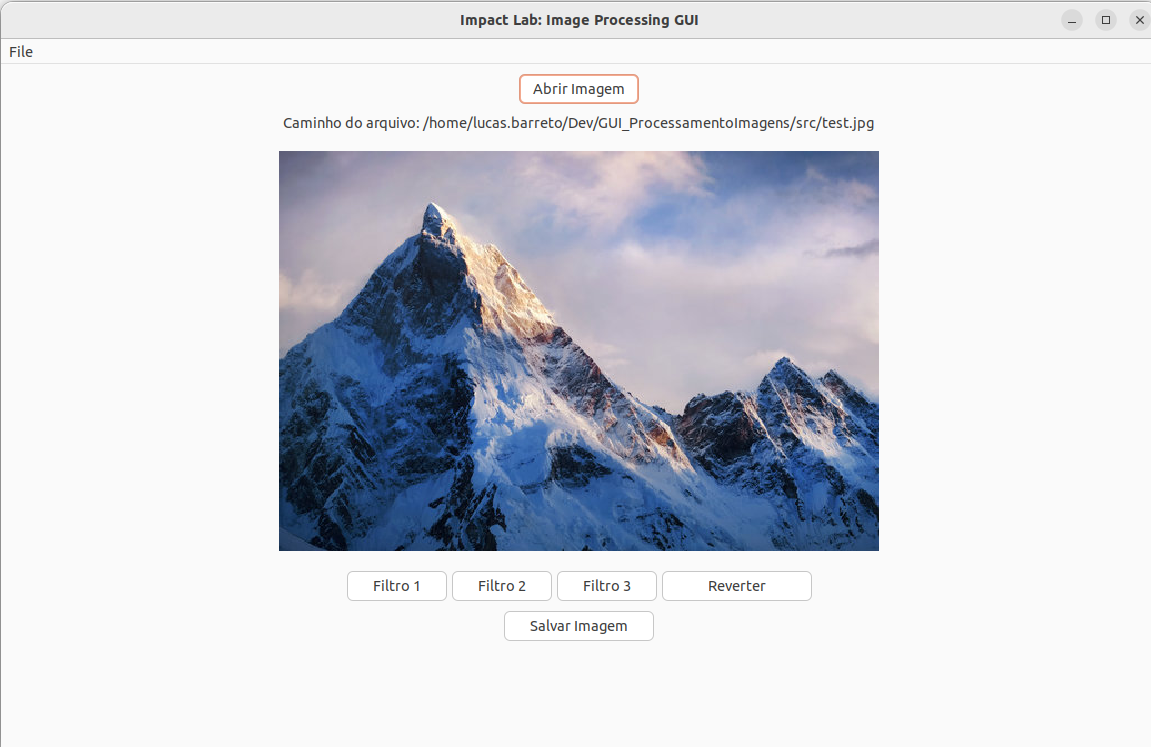 Impact Lab: Image Processing GUI
File
Abrir Imagem
Caminho do arquivo: /home/lucas.barreto/Dev/GUI_ProcessamentoImagens/src/test.jpg
Filtro 1 Filtro 2 Filtro 3 Reverter
Salvar Imagem